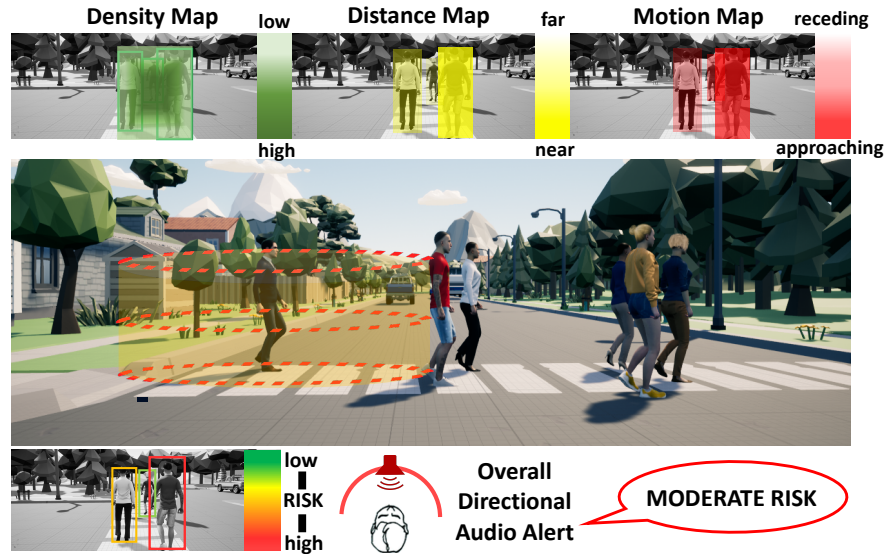 Density Map
low
high
Distance Map
far
near
Motion Map
receding
approaching
low
RISK
high
Overall
Directional
Audio Alert
MODERATE RISK